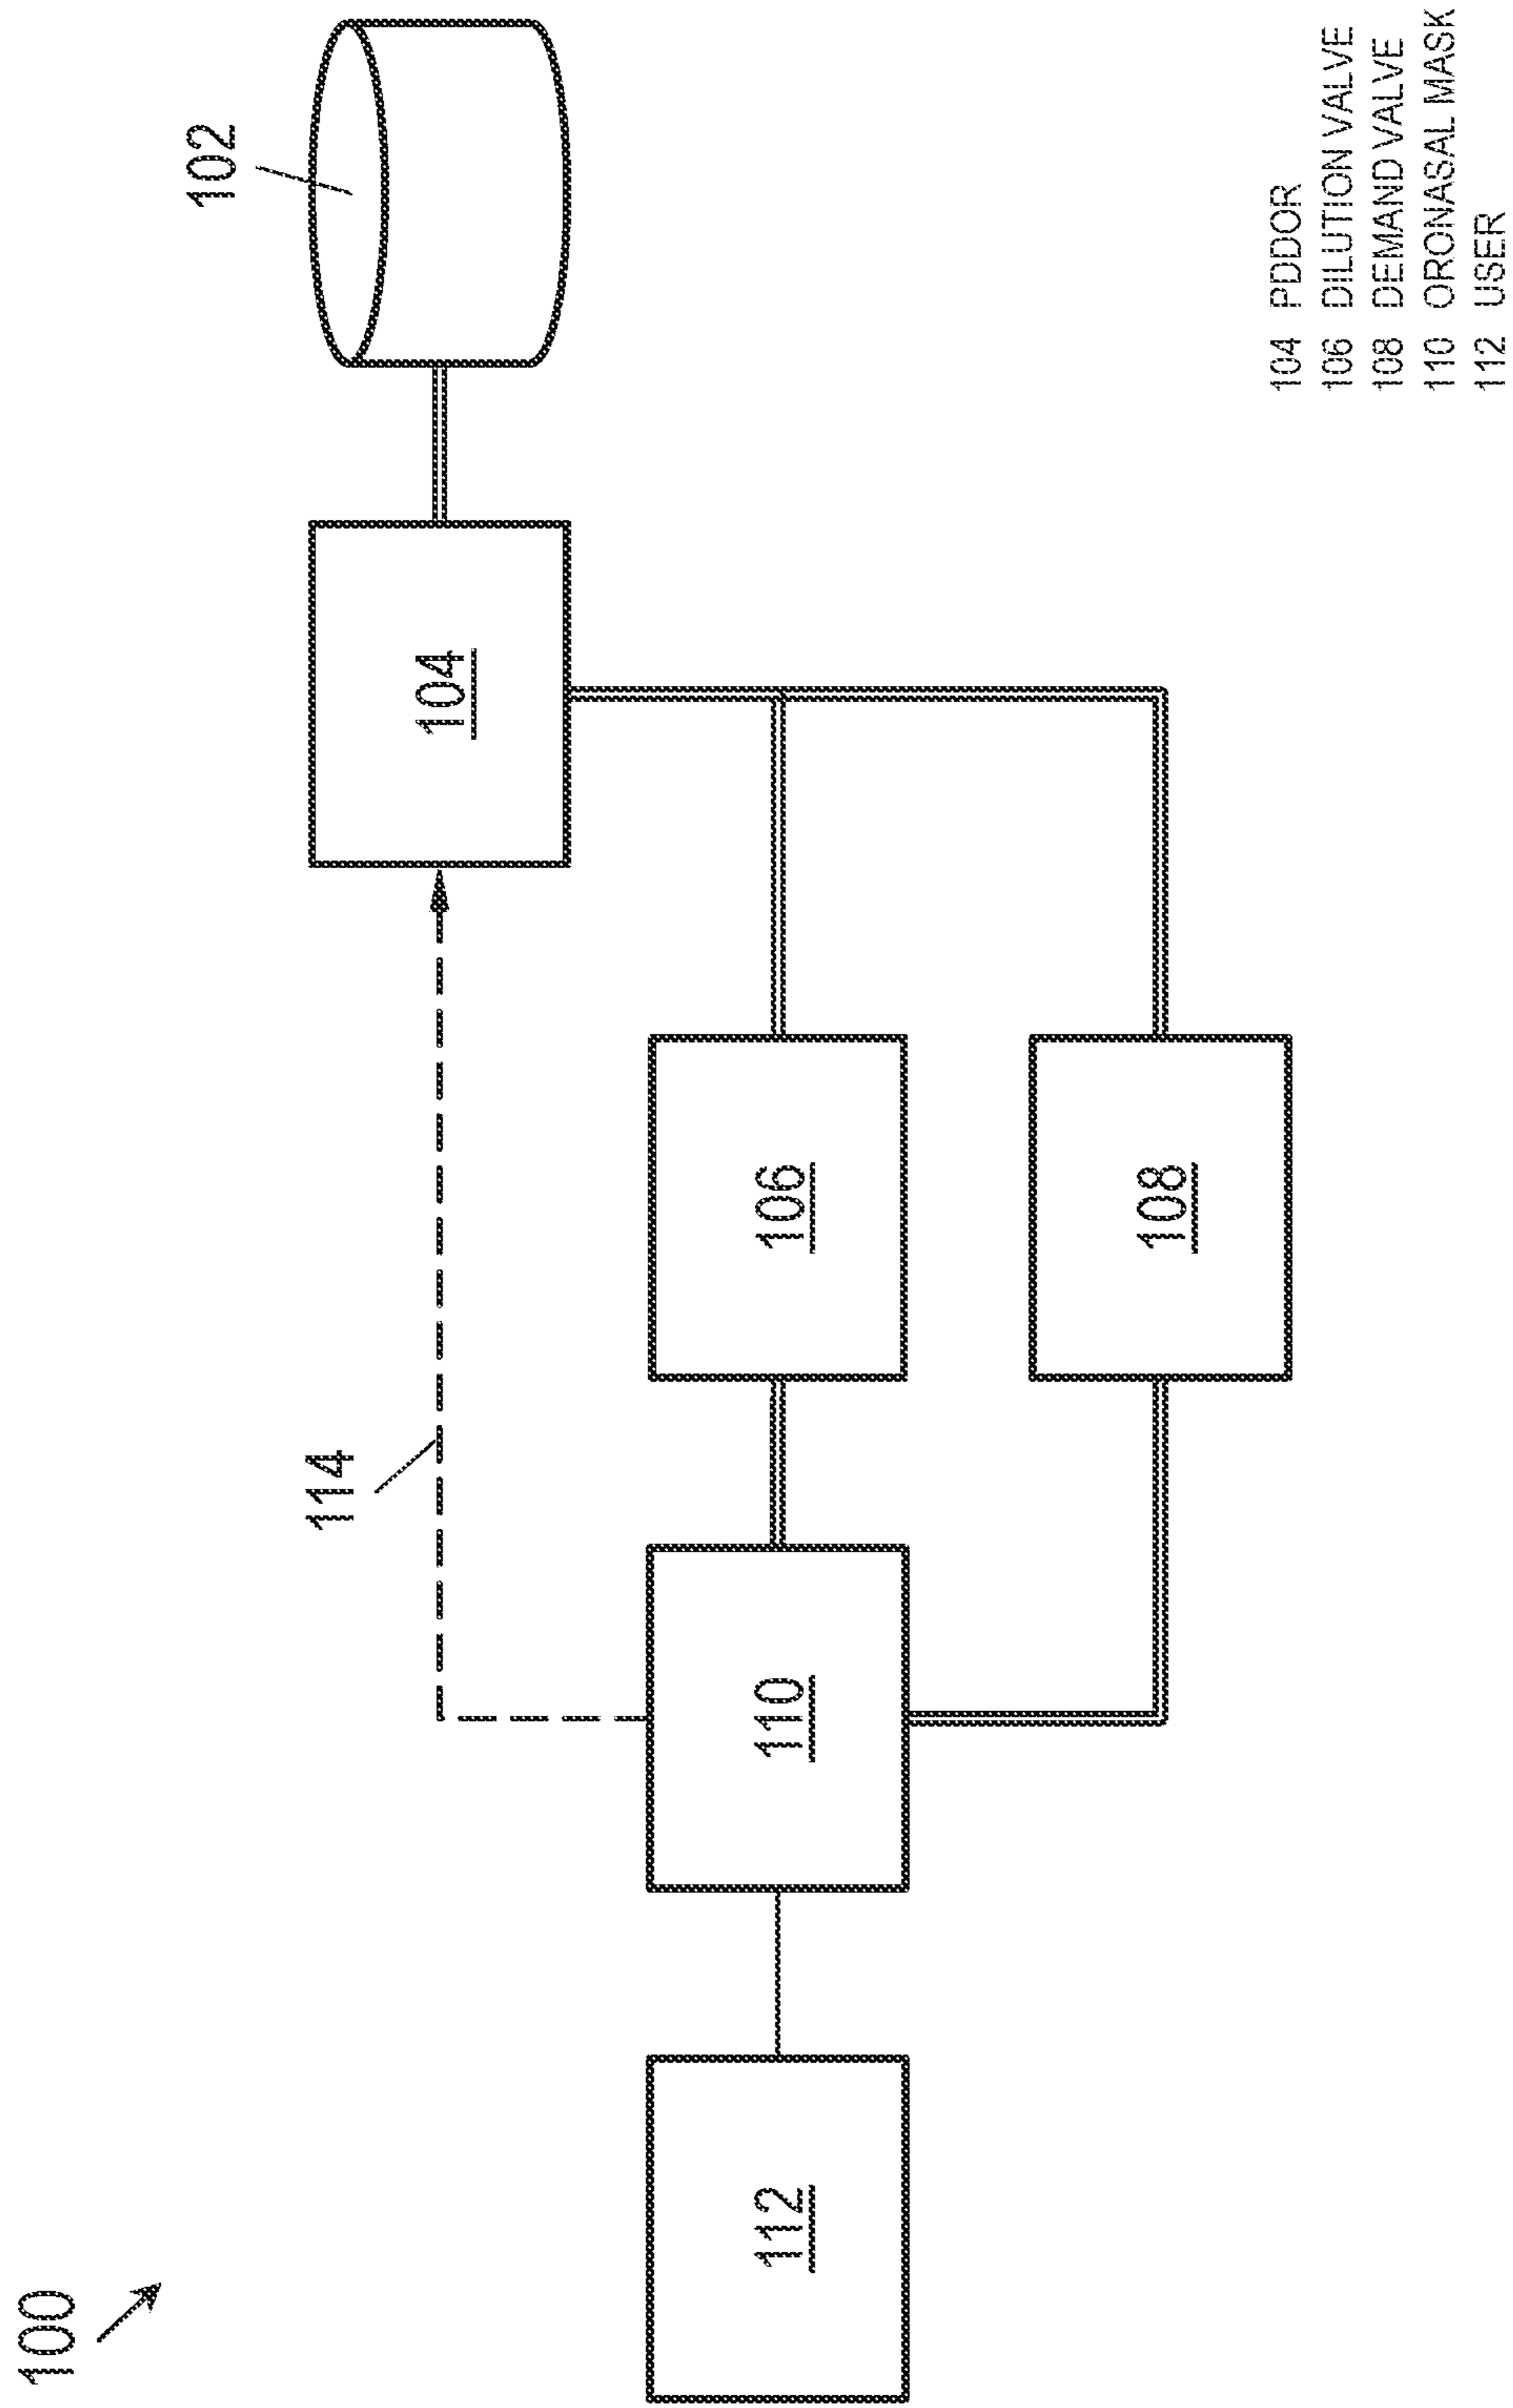 100
102
104
114
106
108
110
112
104 PDDOR
106 DILUTION VALVE
108 DEMAND VALVE
110 ORONASAL MASK
112 USER